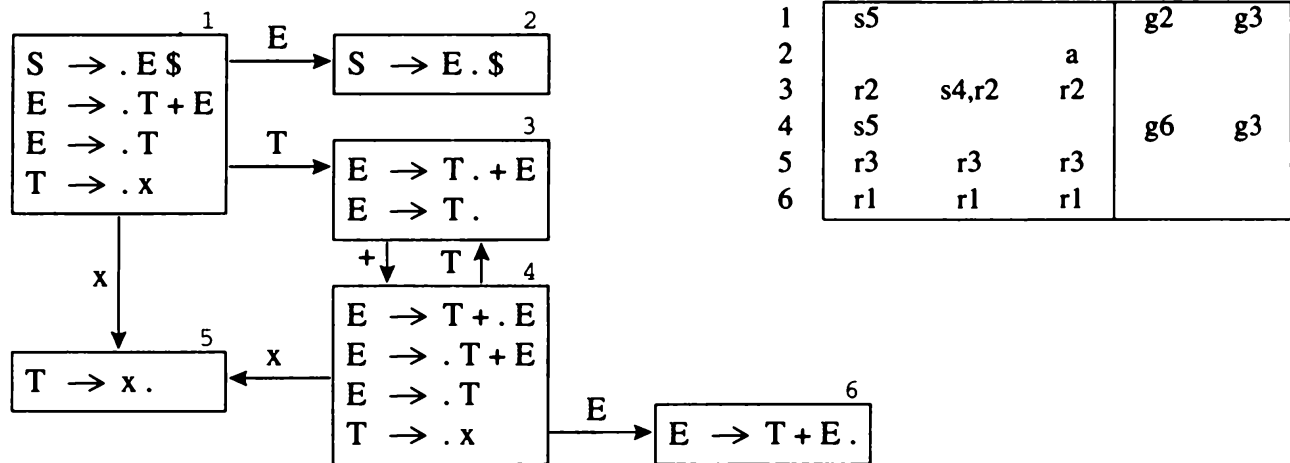 1
S → . E $
E → . T + E
E → . T
T → . x
E
2
S → E . $
T
3
E → T . + E
E → T .
x
+
T
4
E → T + . E
E → . T + E
E → . T
T → . x
5
T → x .
x
E
6
E → T + E .
1 s5 g2 g3
2 a
3 r2 s4,r2 r2
4 s5 g6 g3
5 r3 r3 r3
6 r1 r1 r1